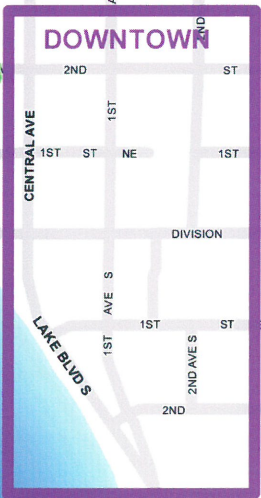 A
2ND
DOWNTOWN
2ND ST
1ST
CENTRAL AVE
1ST ST NE 1ST
DIVISION
AVE S
LAKE BLVD S
1ST ST
1ST
2ND AVE S
2ND